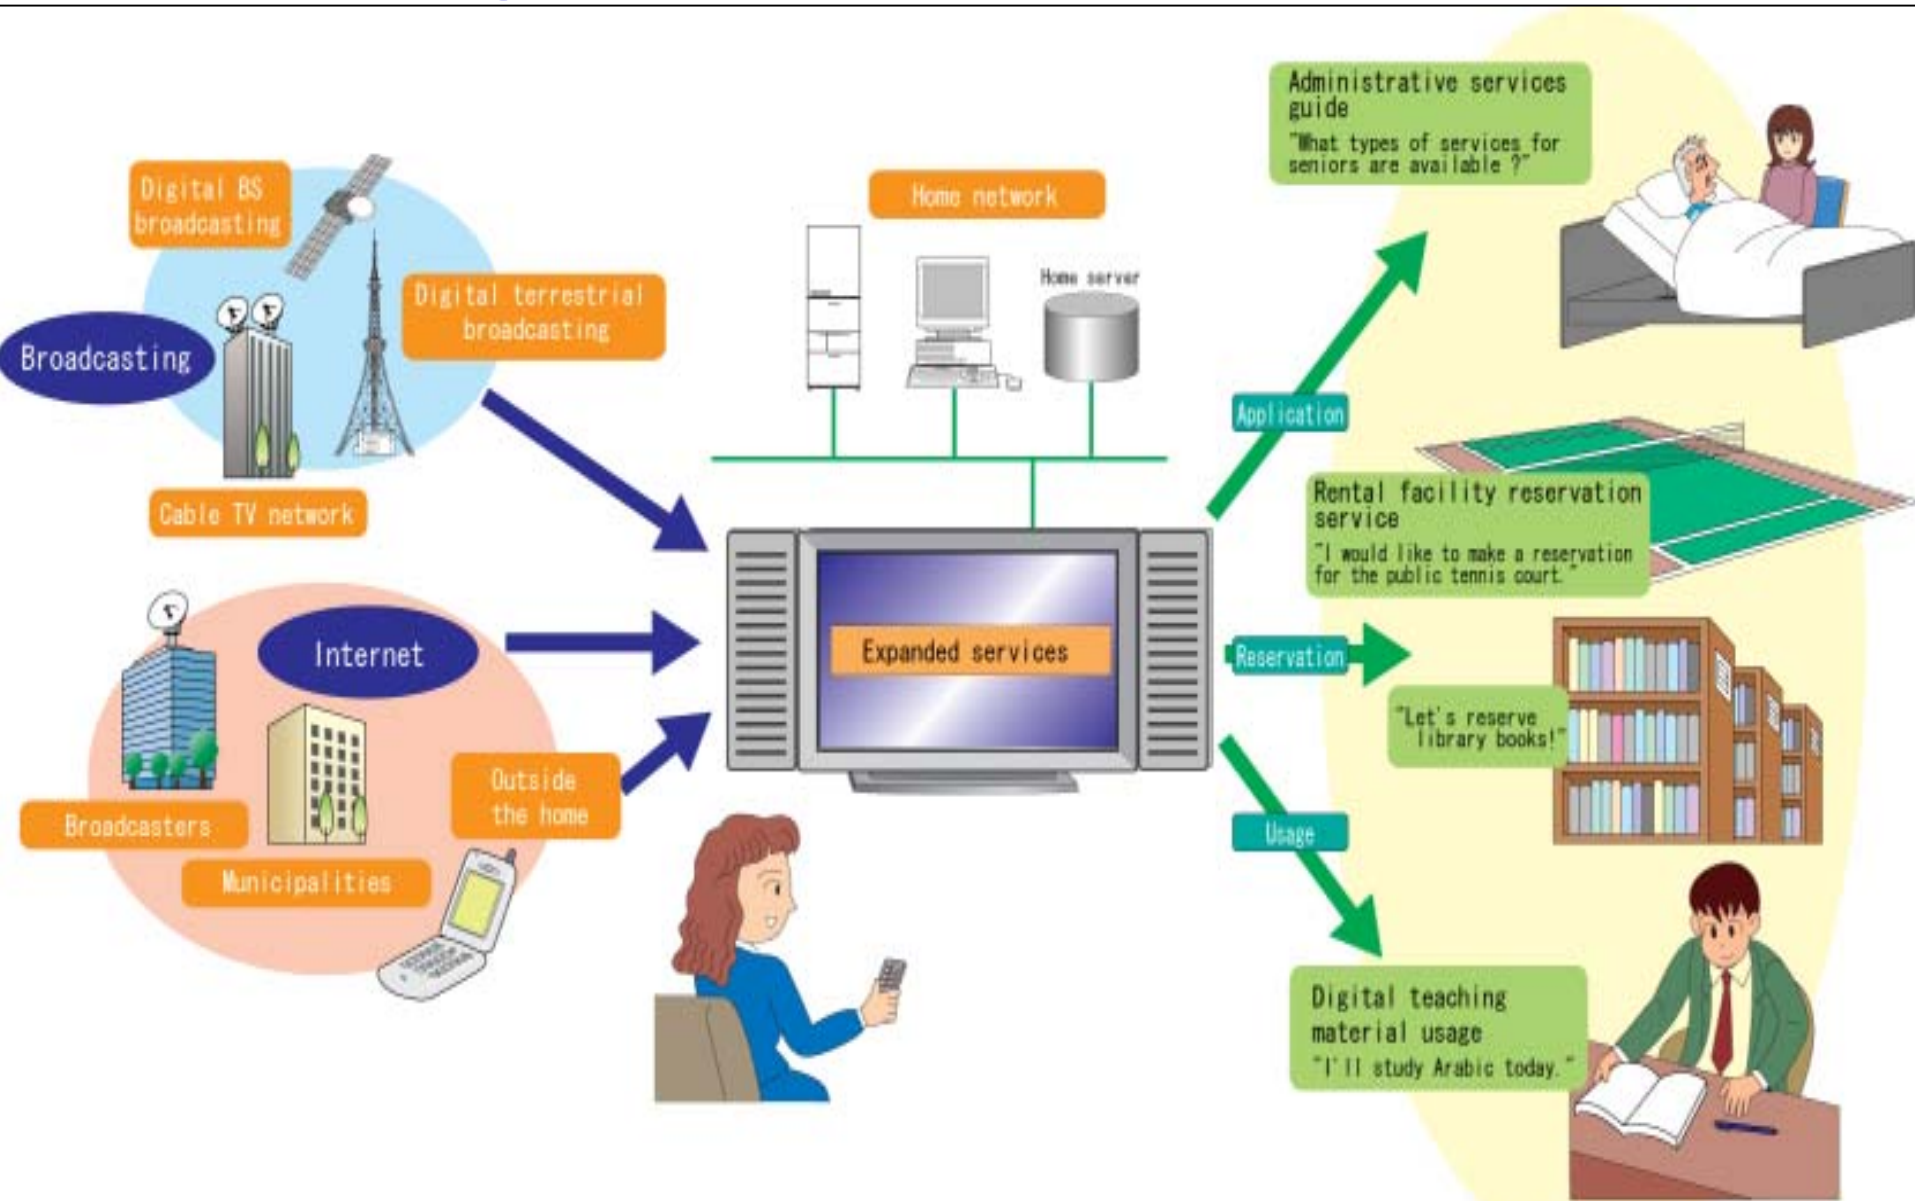 Digital BS
broadcasting
Digital terrestrial
broadcasting
Broadcasting
Cable TV network
Internet
Broadcasters
Municipalities
Outside
the home
Home network
Home server
Expanded services
Application
Reservation
Usage
Administrative services
guide
"What types of services for
seniors are available ?"
Rental facility reservation
service
"I would like to make a reservation
for the public tennis court."
"Let's reserve
library books!"
Digital teaching
material usage
"I'll study Arabic today."